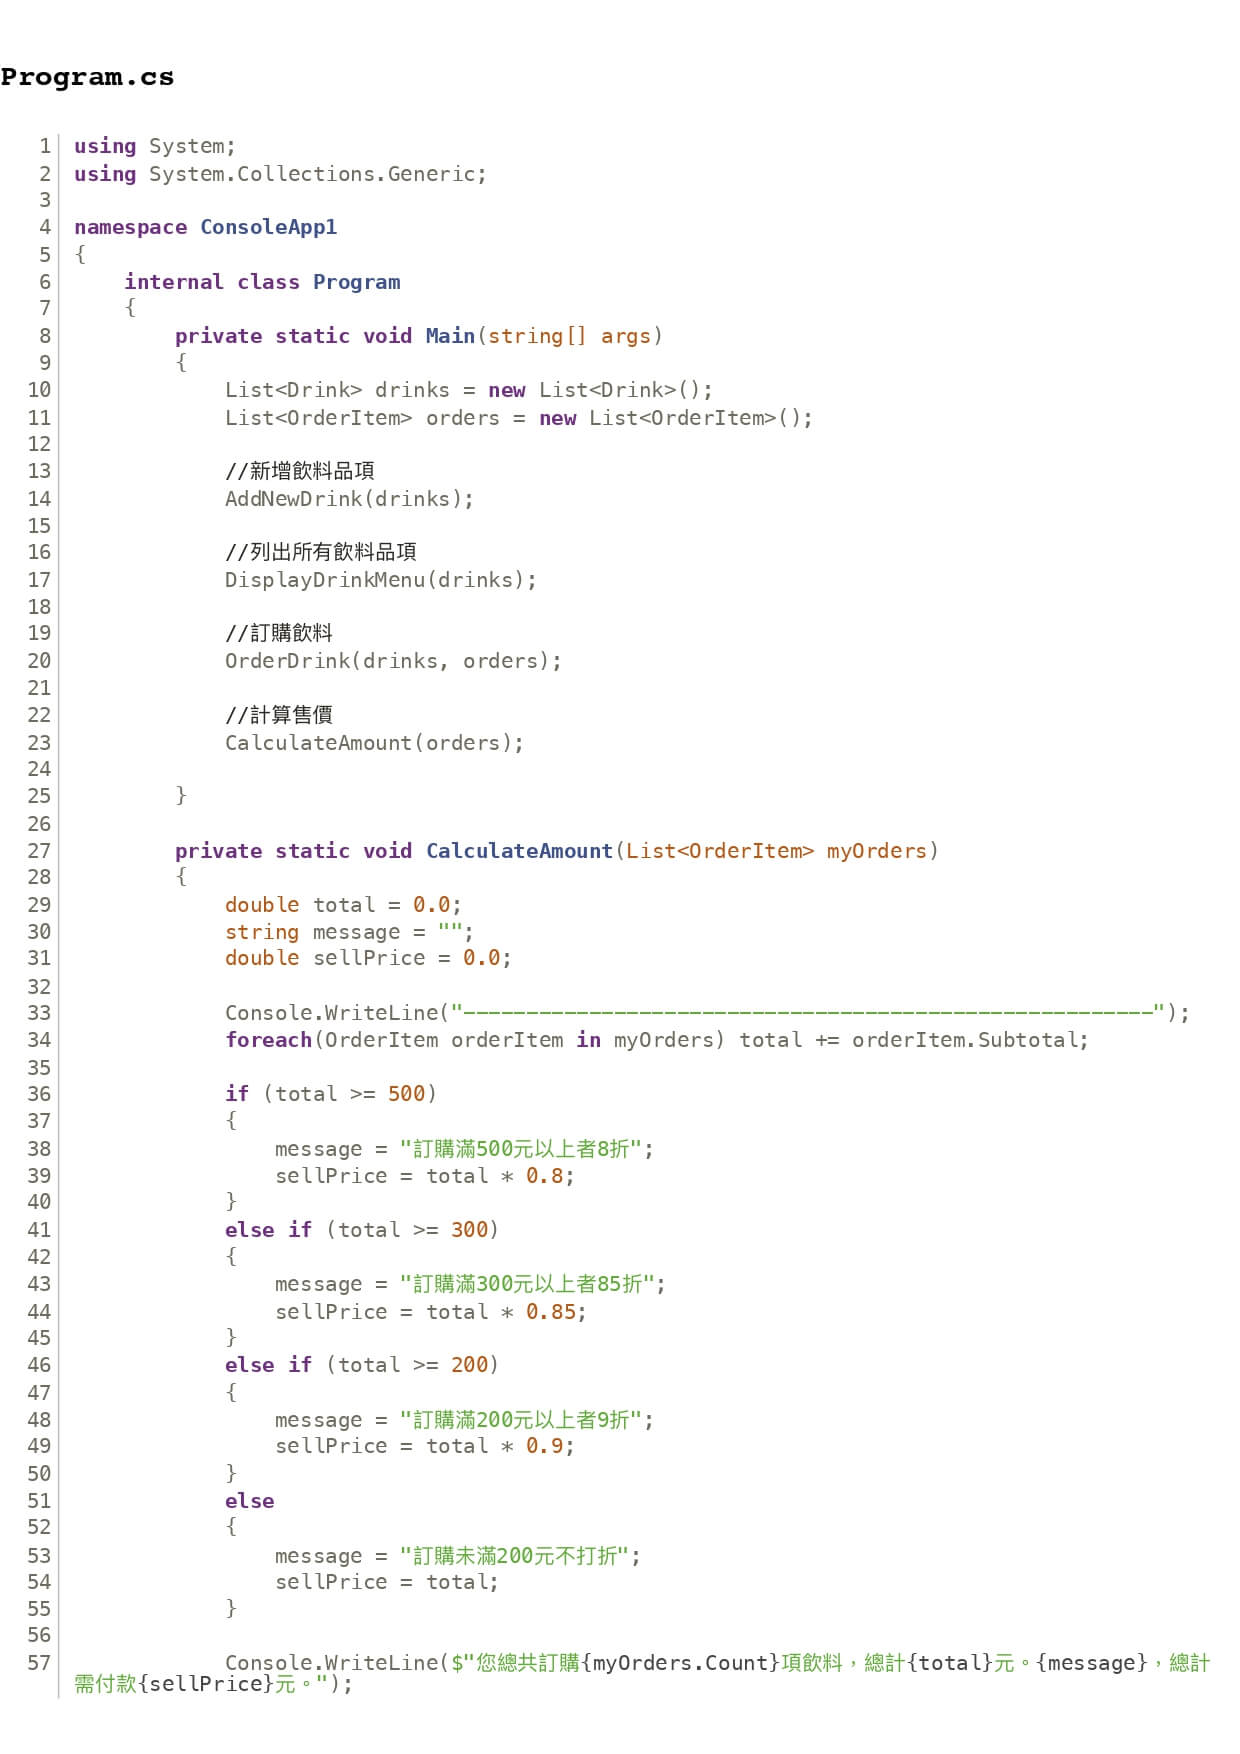 Program.cs
1 using System;
2 using System.Collections.Generic;
3
4 namespace ConsoleApp1
5 {
6     internal class Program
7     {
8         private static void Main(string[] args)
9         {
10             List<Drink> drinks = new List<Drink>();
11             List<OrderItem> orders = new List<OrderItem>();
12
13             //新增飲料品項
14             AddNewDrink(drinks);
15
16             //列出所有飲料品項
17             DisplayDrinkMenu(drinks);
18
19             //訂購飲料
20             OrderDrink(drinks, orders);
21
22             //計算售價
23             CalculateAmount(orders);
24
25         }
26
27         private static void CalculateAmount(List<OrderItem> myOrders)
28         {
29             double total = 0.0;
30             string message = "";
31             double sellPrice = 0.0;
32
33             Console.WriteLine("-------------------------------------------------------");
34             foreach(OrderItem orderItem in myOrders) total += orderItem.Subtotal;
35
36             if (total >= 500)
37             {
38                 message = "訂購滿500元以上者8折";
39                 sellPrice = total * 0.8;
40             }
41             else if (total >= 300)
42             {
43                 message = "訂購滿300元以上者85折";
44                 sellPrice = total * 0.85;
45             }
46             else if (total >= 200)
47             {
48                 message = "訂購滿200元以上者9折";
49                 sellPrice = total * 0.9;
50             }
51             else
52             {
53                 message = "訂購未滿200元不打折";
54                 sellPrice = total;
55             }
56
57             Console.WriteLine($"您總共訂購{myOrders.Count}項飲料，總計{total}元。{message}，總計
需付款{sellPrice}元。");